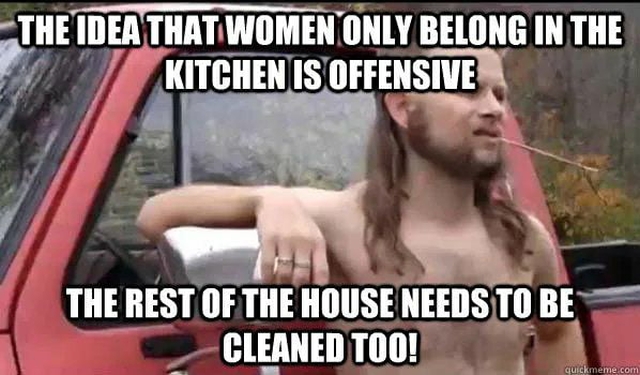 THE IDEA THAT WOMEN ONLY BELONG IN THE
KITCHEN IS OFFENSIVE
THE REST OF THE HOUSE NEEDS TO BE
CLEANED TOO!
quickmeme.com